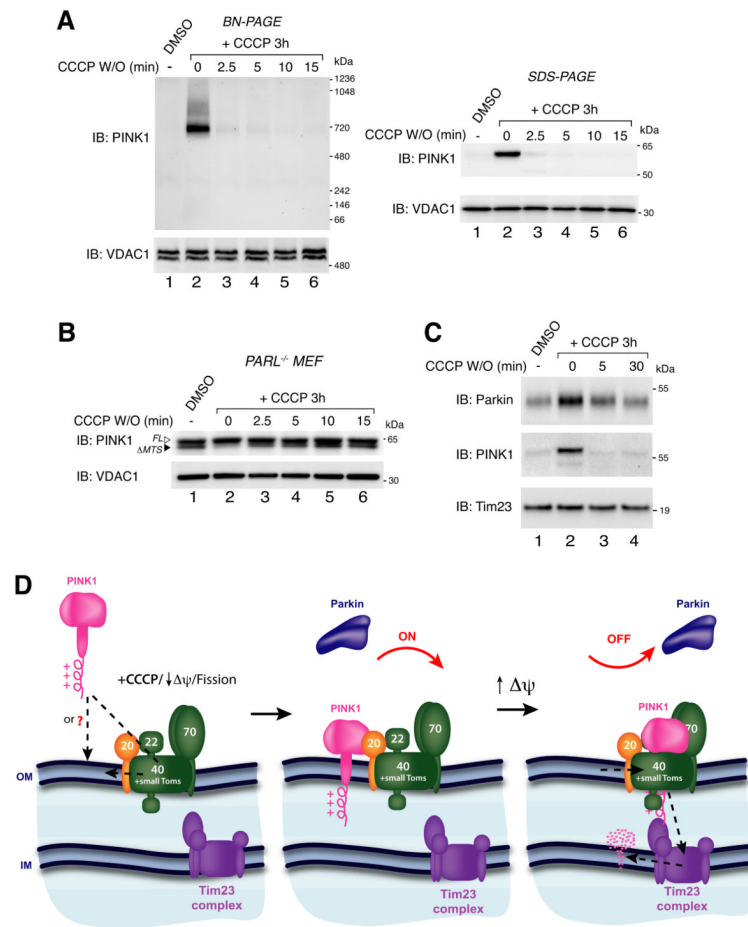 A
BN-PAGE
DMSO
+ CCCP 3h
CCCP W/O (min) - 0 2.5 5 10 15 kDa
1236
1048
720
480
242
146
66
IB: PINK1
IB: VDAC1
480
1 2 3 4 5 6
SDS-PAGE
DMSO
+ CCCP 3h
CCCP W/O (min) - 0 2.5 5 10 15 kDa
65
IB: PINK1
50
IB: VDAC1 30
1 2 3 4 5 6
B
PARL-/- MEF
DMSO
+ CCCP 3h
CCCP W/O (min) - 0 2.5 5 10 15 kDa
IB: PINK1 FL 65
ΔMTS
IB: VDAC1 30
1 2 3 4 5 6
C
DMSO
+ CCCP 3h
CCCP W/O (min) - 0 5 30 kDa
55
IB: Parkin
IB: PINK1 55
IB: Tim23 19
1 2 3 4
D
PINK1
+++
or ?
+CCCP/↓Δψ/Fission
20
22
40
+small Toms
70
OM
IM
Tim23
complex
Parkin
ON
PINK1
20
22
40
+small Toms
70
+++
Tim23
complex
↑ Δψ
OFF
Parkin
PINK1
20
40
+small Toms
70
+++
Tim23
complex